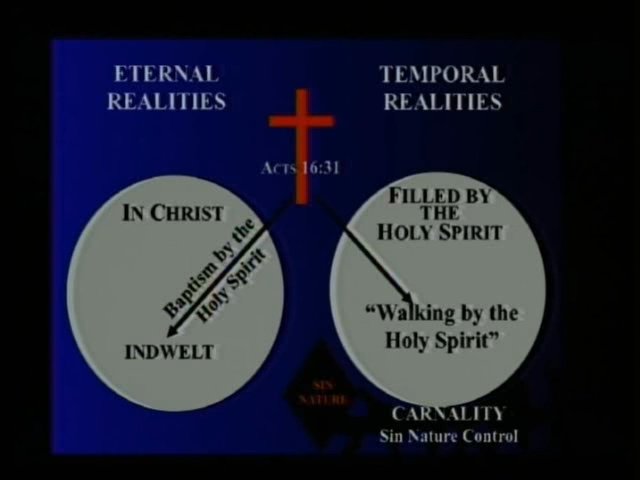 ETERNAL
REALITIES
TEMPORAL
REALITIES
ACTS 16:31
IN CHRIST
Baptism by the
Holy Spirit
INDWELT
FILLED BY
THE
HOLY SPIRIT
“Walking by the
Holy Spirit”
SIN
NATURE
CARNALITY
Sin Nature Control